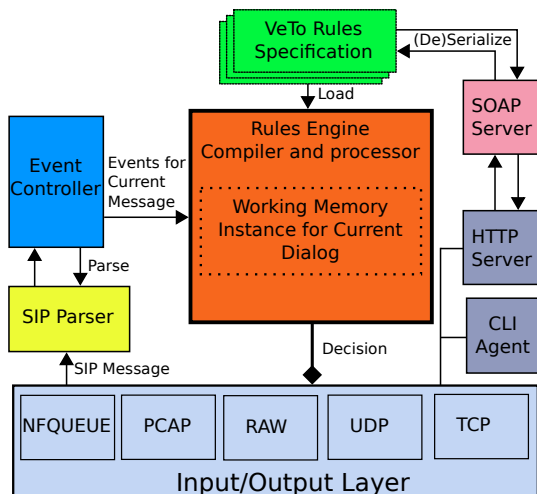 VeTo Rules
Specification
(De)Serialize
Load
SOAP
Server
Rules Engine
Compiler and processor
Event
Controller
Events for
Current
Message
Working Memory
Instance for Current
Dialog
HTTP
Server
Parse
SIP Parser
CLI
Agent
Decision
SIP Message
NFQUEUE
PCAP
RAW
UDP
TCP
Input/Output Layer